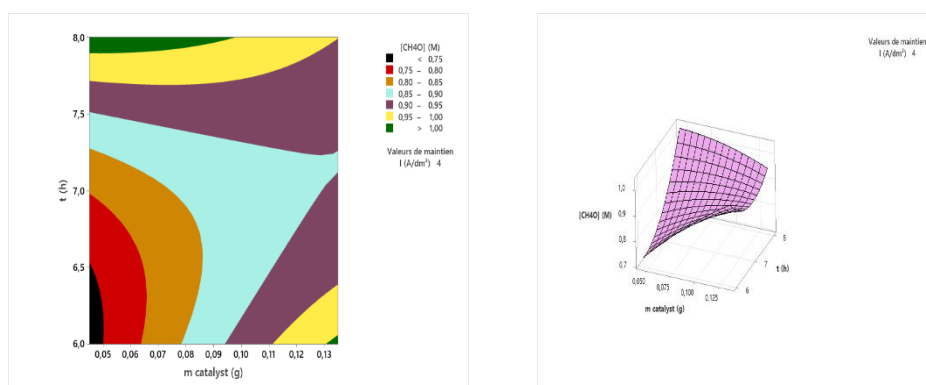 8,0
7,5
7,0
6,5
6,0
t (h)
0,05 0,06 0,07 0,08 0,09 0,10 0,11 0,12 0,13
m catalyst (g)
[CH4O] (M)
< 0,75
0,75 – 0,80
0,80 – 0,85
0,85 – 0,90
0,90 – 0,95
0,95 – 1,00
> 1,00
Valeurs de maintien
I (A/dm²) 4
Valeurs de maintien
I (A/dm²) 4
1,0
0,9
0,8
0,7
[CH4O] (M)
0,050 0,075 0,100 0,125
m catalyst (g)
6
7
8
t (h)